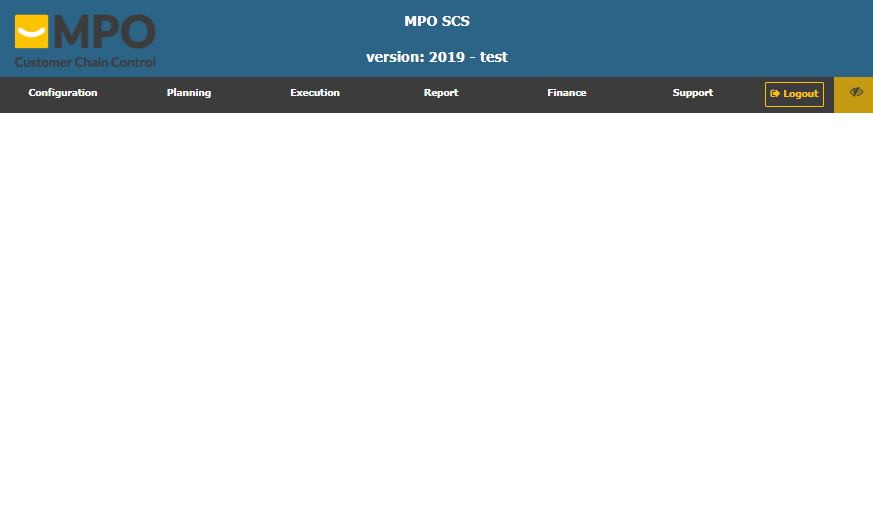 MPO
Customer Chain Control
MPO SCS
version: 2019 - test
Configuration Planning Execution Report Finance Support Logout